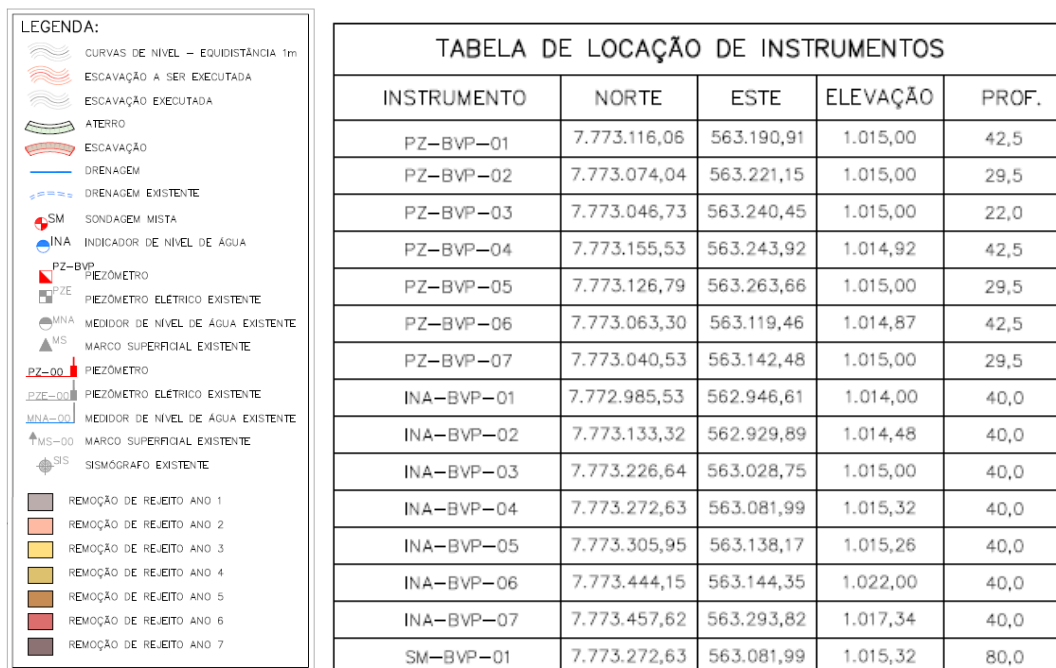 LEGENDA:
CURVAS DE NIVEL – EQUIDISTÂNCIA 1m
ESCAVAÇÃO A SER EXECUTADA
ESCAVAÇÃO EXECUTADA
ATERRO
ESCAVAÇÃO
DRENAGEM
DRENAGEM EXISTENTE
SM SONDAGEM MISTA
INA INDICADOR DE NÍVEL DE ÁGUA
PZ-BVP PIEZÔMETRO
PZE PIEZÔMETRO ELÉTRICO EXISTENTE
MNA MEDIDOR DE NÍVEL DE ÁGUA EXISTENTE
MS MARCO SUPERFICIAL EXISTENTE
PZ-00 PIEZÔMETRO
PZE-00 PIEZÔMETRO ELÉTRICO EXISTENTE
MNA-00 MEDIDOR DE NÍVEL DE ÁGUA EXISTENTE
MS-00 MARCO SUPERFICIAL EXISTENTE
SIS SISMÓGRAFO EXISTENTE
REMOÇÃO DE REJEITO ANO 1
REMOÇÃO DE REJEITO ANO 2
REMOÇÃO DE REJEITO ANO 3
REMOÇÃO DE REJEITO ANO 4
REMOÇÃO DE REJEITO ANO 5
REMOÇÃO DE REJEITO ANO 6
REMOÇÃO DE REJEITO ANO 7
TABELA DE LOCAÇÃO DE INSTRUMENTOS
INSTRUMENTO NORTE ESTE ELEVAÇÃO PROF.
PZ-BVP-01 7.773.116,06 563.190,91 1.015,00 42,5
PZ-BVP-02 7.773.074,04 563.221,15 1.015,00 29,5
PZ-BVP-03 7.773.046,73 563.240,45 1.015,00 22,0
PZ-BVP-04 7.773.155,53 563.243,92 1.014,92 42,5
PZ-BVP-05 7.773.126,79 563.263,66 1.015,00 29,5
PZ-BVP-06 7.773.063,30 563.119,46 1.014,87 42,5
PZ-BVP-07 7.773.040,53 563.142,48 1.015,00 29,5
INA-BVP-01 7.772.985,53 562.946,61 1.014,00 40,0
INA-BVP-02 7.773.133,32 562.929,89 1.014,48 40,0
INA-BVP-03 7.773.226,64 563.028,75 1.015,00 40,0
INA-BVP-04 7.773.272,63 563.081,99 1.015,32 40,0
INA-BVP-05 7.773.305,95 563.138,17 1.015,26 40,0
INA-BVP-06 7.773.444,15 563.144,35 1.022,00 40,0
INA-BVP-07 7.773.457,62 563.293,82 1.017,34 40,0
SM-BVP-01 7.773.272,63 563.081,99 1.015,32 80,0